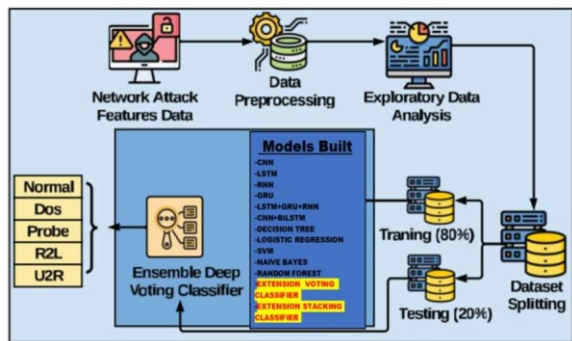 Network Attack
Features Data
Data
Preprocessing
Exploratory Data
Analysis
Models Built
-CNN
-LSTM
-RNN
-GRU
-LSTM+GRU+RNN
-CNN+BiLSTM
-DECISION TREE
-LOGISTIC REGRESSION
-SVM
-NAIVE BAYES
-RANDOM FOREST
-EXTENSION VOTING
CLASSIFIER
-EXTENSION STACKING
CLASSIFIER
Normal
Dos
Probe
R2L
U2R
Ensemble Deep
Voting Classifier
Traning (80%)
Testing (20%)
Dataset
Splitting